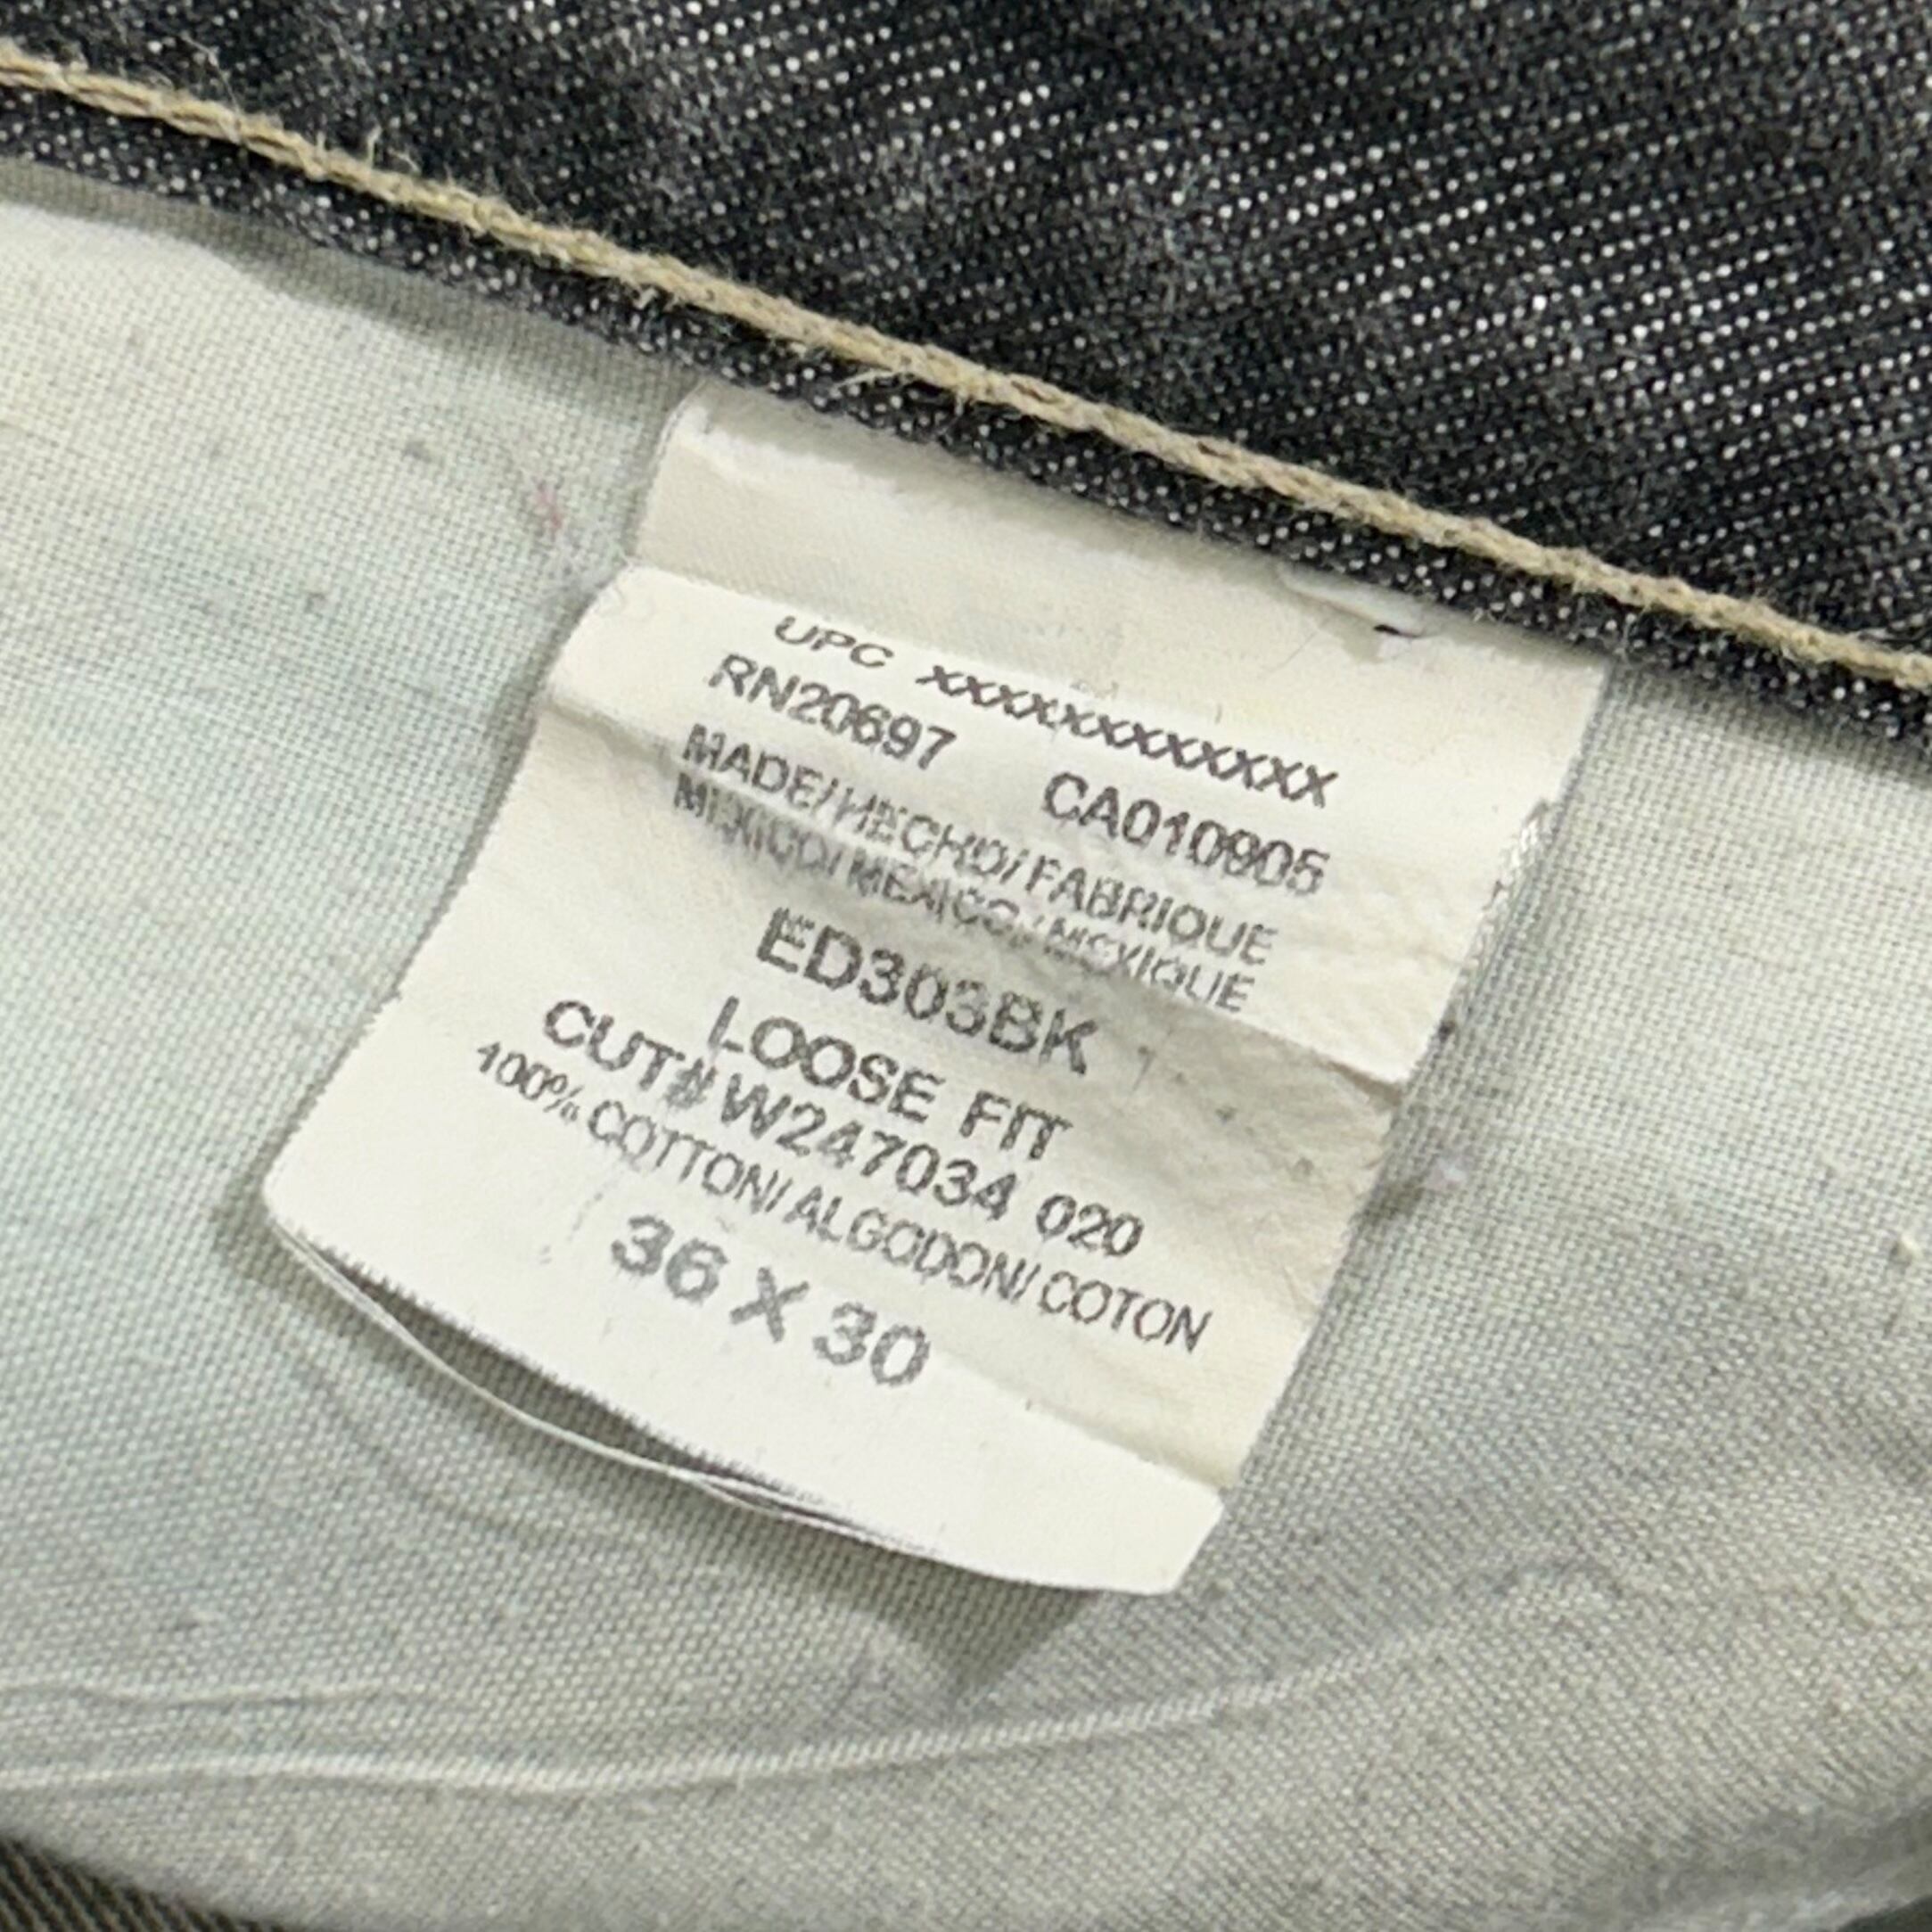 UPC XXXXXXXXXXXXX
RN20697 CA010905
MADE/HECHO/FABRIQUE
MEXICO/MEXICO/MEXIQUE
ED303BK
LOOSE FIT
CUT# W247034 020
100% COTTON/ALGODON/COTON
36 X 30